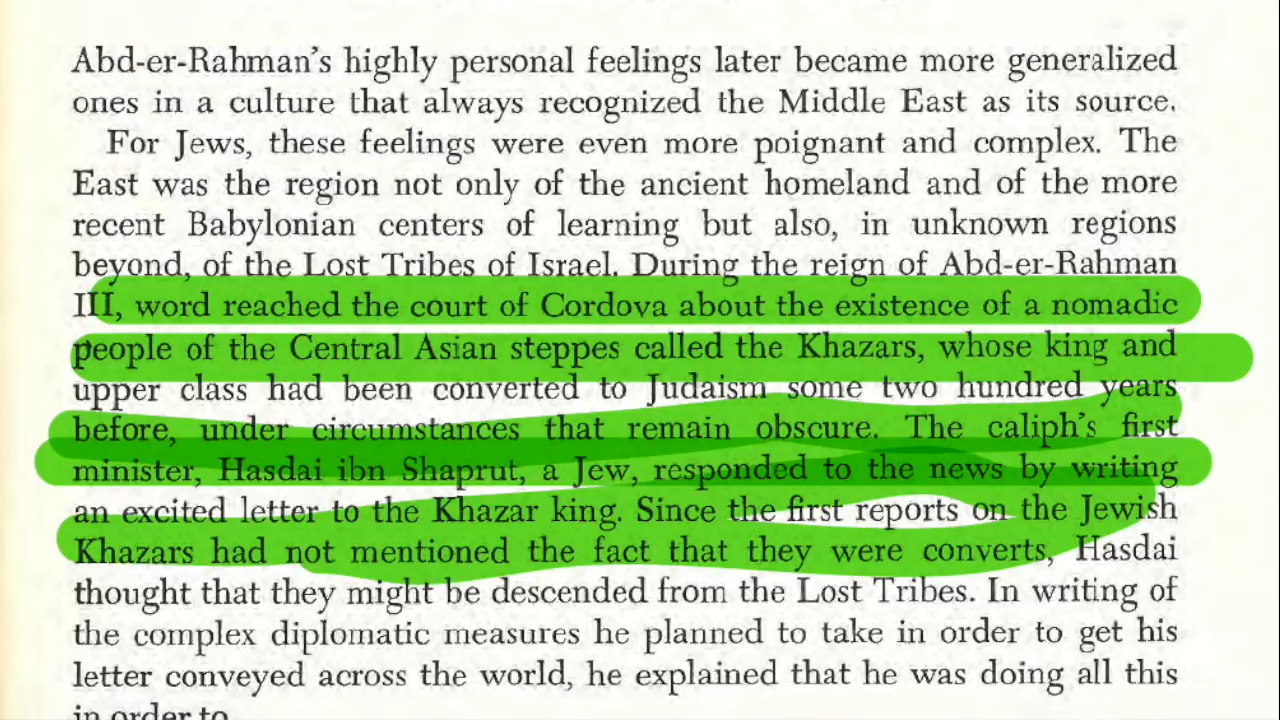 Abd-er-Rahman's highly personal feelings later became more generalized
ones in a culture that always recognized the Middle East as its source.
For Jews, these feelings were even more poignant and complex. The
East was the region not only of the ancient homeland and of the more
recent Babylonian centers of learning but also, in unknown regions
beyond, of the Lost Tribes of Israel. During the reign of Abd-er-Rahman
III, word reached the court of Cordova about the existence of a nomadic
people of the Central Asian steppes called the Khazars, whose king and
upper class had been converted to Judaism some two hundred years
before, under circumstances that remain obscure. The caliph's first
minister, Hasdai ibn Shaprut, a Jew, responded to the news by writing
an excited letter to the Khazar king. Since the first reports on the Jewish
Khazars had not mentioned the fact that they were converts, Hasdai
thought that they might be descended from the Lost Tribes. In writing of
the complex diplomatic measures he planned to take in order to get his
letter conveyed across the world, he explained that he was doing all this
in order to